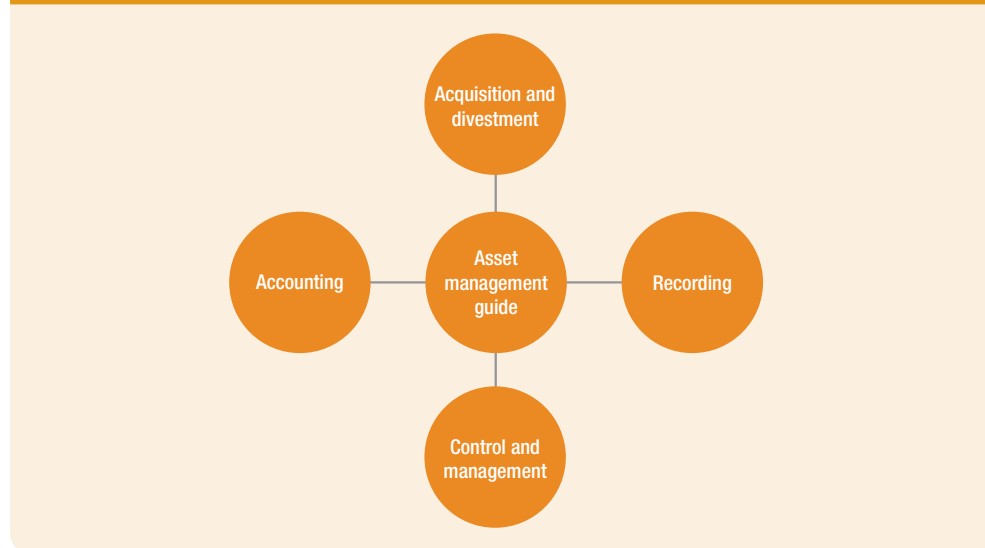 Acquisition and
divestment
Accounting
Asset
management
guide
Recording
Control and
management